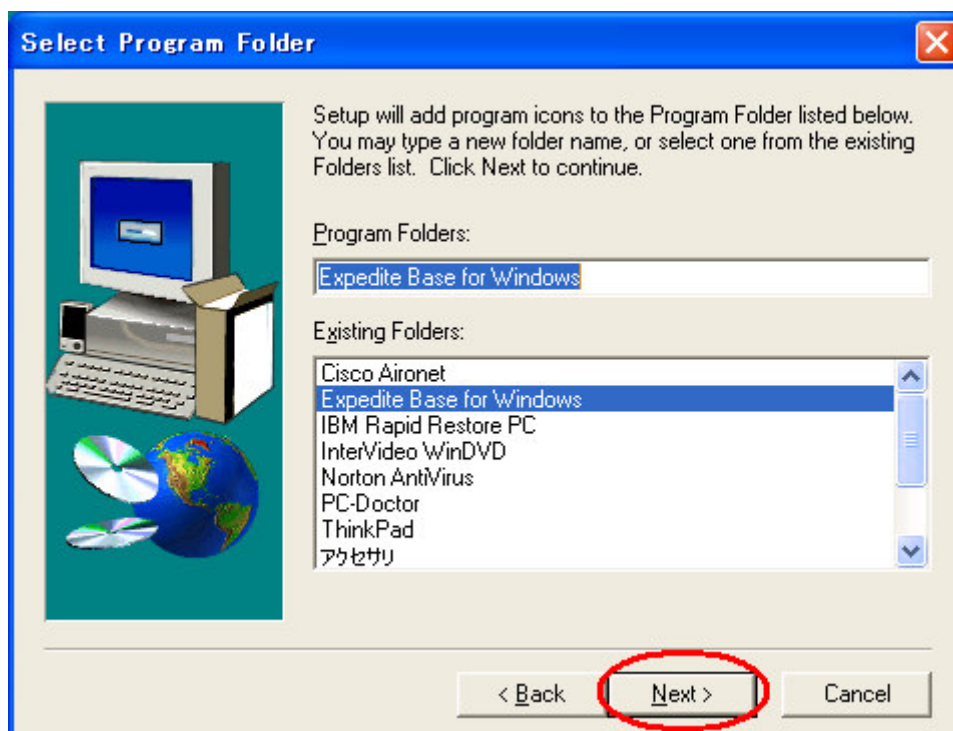 Select Program Folder
Setup will add program icons to the Program Folder listed below.
You may type a new folder name, or select one from the existing
Folders list.  Click Next to continue.
Program Folders:
Expedite Base for Windows
Existing Folders:
Cisco Aironet
Expedite Base for Windows
IBM Rapid Restore PC
InterVideo WinDVD
Norton AntiVirus
PC-Doctor
ThinkPad
アクセサリ
< Back
Next >
Cancel